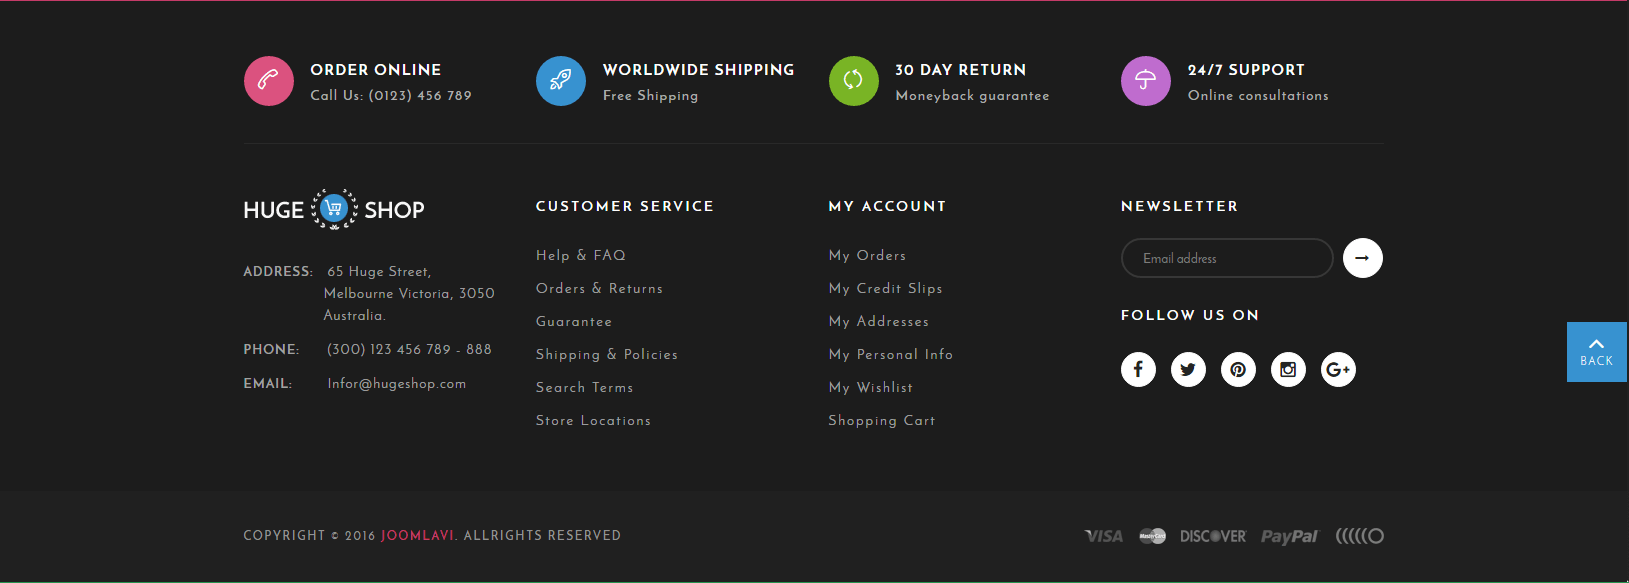 ORDER ONLINE
Call Us: (0123) 456 789
WORLDWIDE SHIPPING
Free Shipping
30 DAY RETURN
Moneyback guarantee
24/7 SUPPORT
Online consultations
HUGE SHOP
ADDRESS: 65 Huge Street,
Melbourne Victoria, 3050
Australia.
PHONE: (300) 123 456 789 - 888
EMAIL: Infor@hugeshop.com
CUSTOMER SERVICE
Help & FAQ
Orders & Returns
Guarantee
Shipping & Policies
Search Terms
Store Locations
MY ACCOUNT
My Orders
My Credit Slips
My Addresses
My Personal Info
My Wishlist
Shopping Cart
NEWSLETTER
Email address
FOLLOW US ON
BACK
COPYRIGHT © 2016 JOOMLAVI. ALLRIGHTS RESERVED
VISA MasterCard DISCOVER PayPal